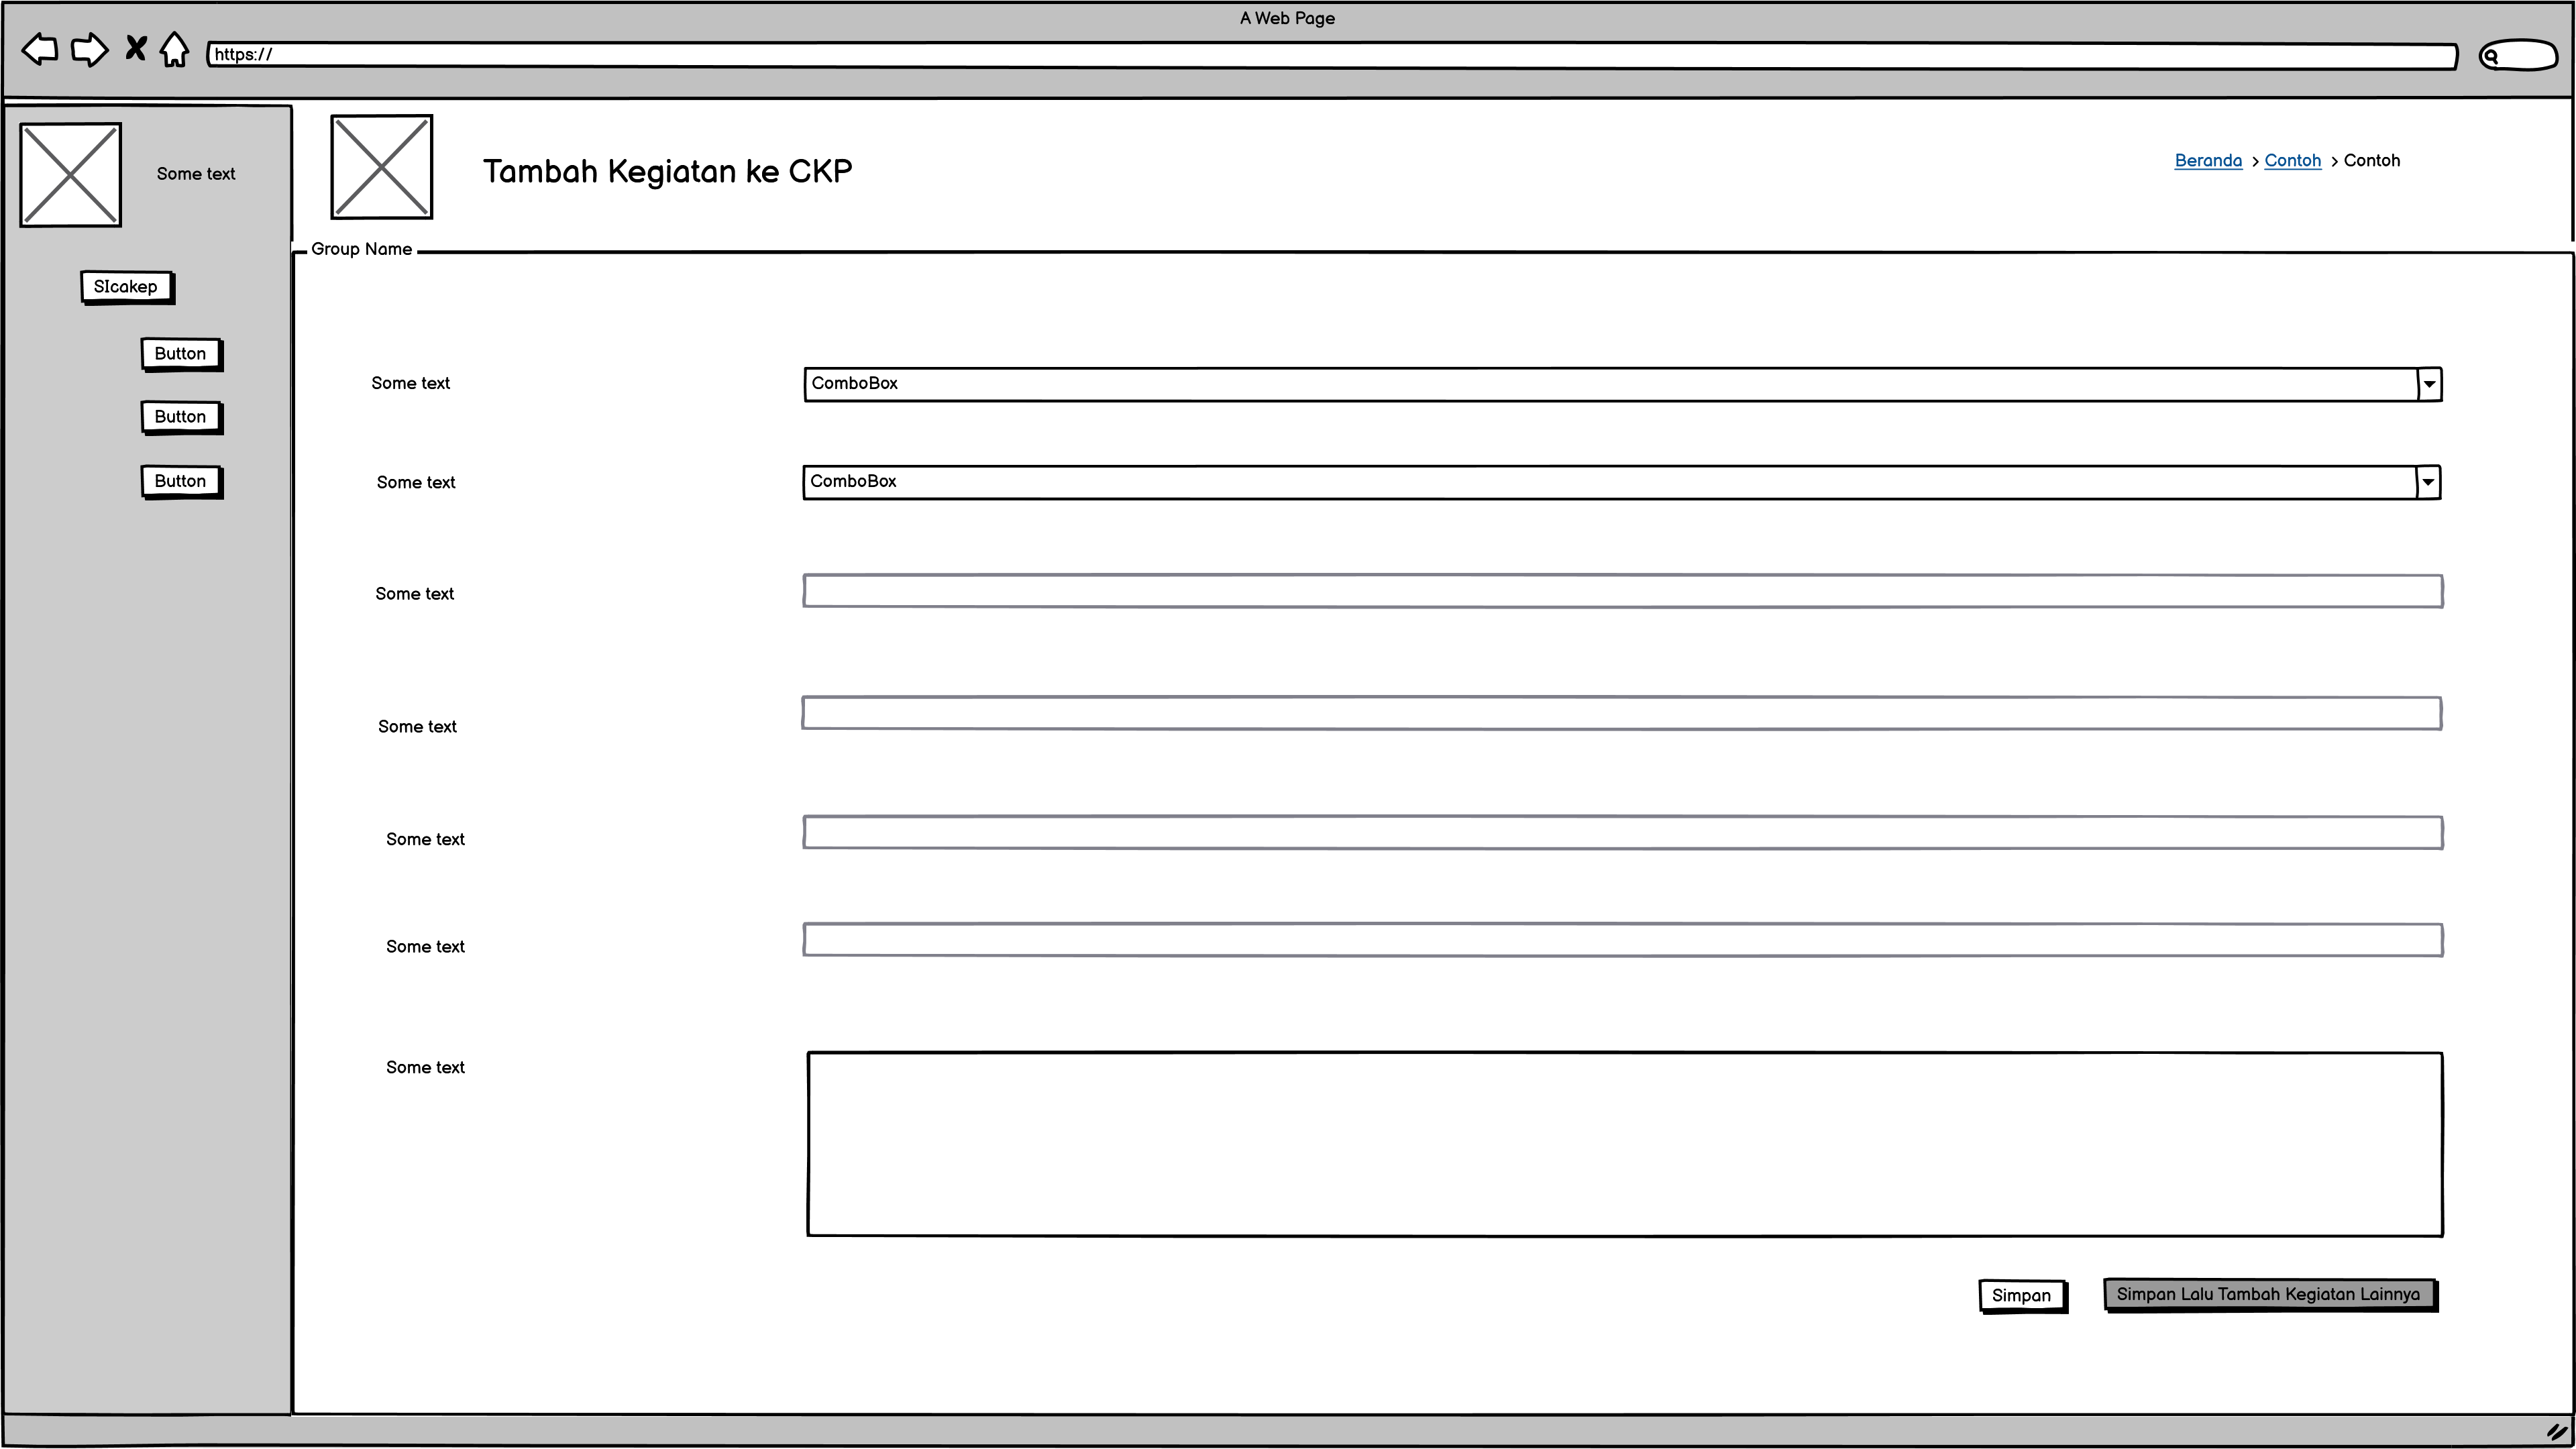 A Web Page
https://
Some text
SIcakep
Button
Button
Button
Tambah Kegiatan ke CKP
Beranda > Contoh > Contoh
Group Name
Some text
ComboBox
Some text
ComboBox
Some text
Some text
Some text
Some text
Some text
Simpan
Simpan Lalu Tambah Kegiatan Lainnya